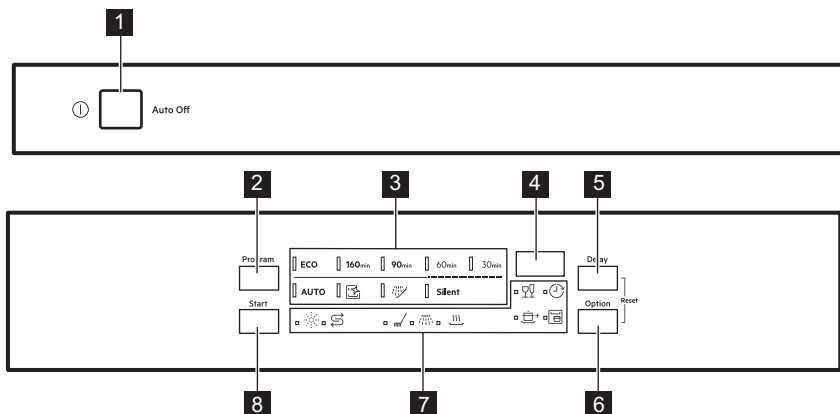 1
Auto Off
2 3 4 5
Program ECO 160min 90min 60min 30min Delay
AUTO Silent
Start Option Reset
8 7 6